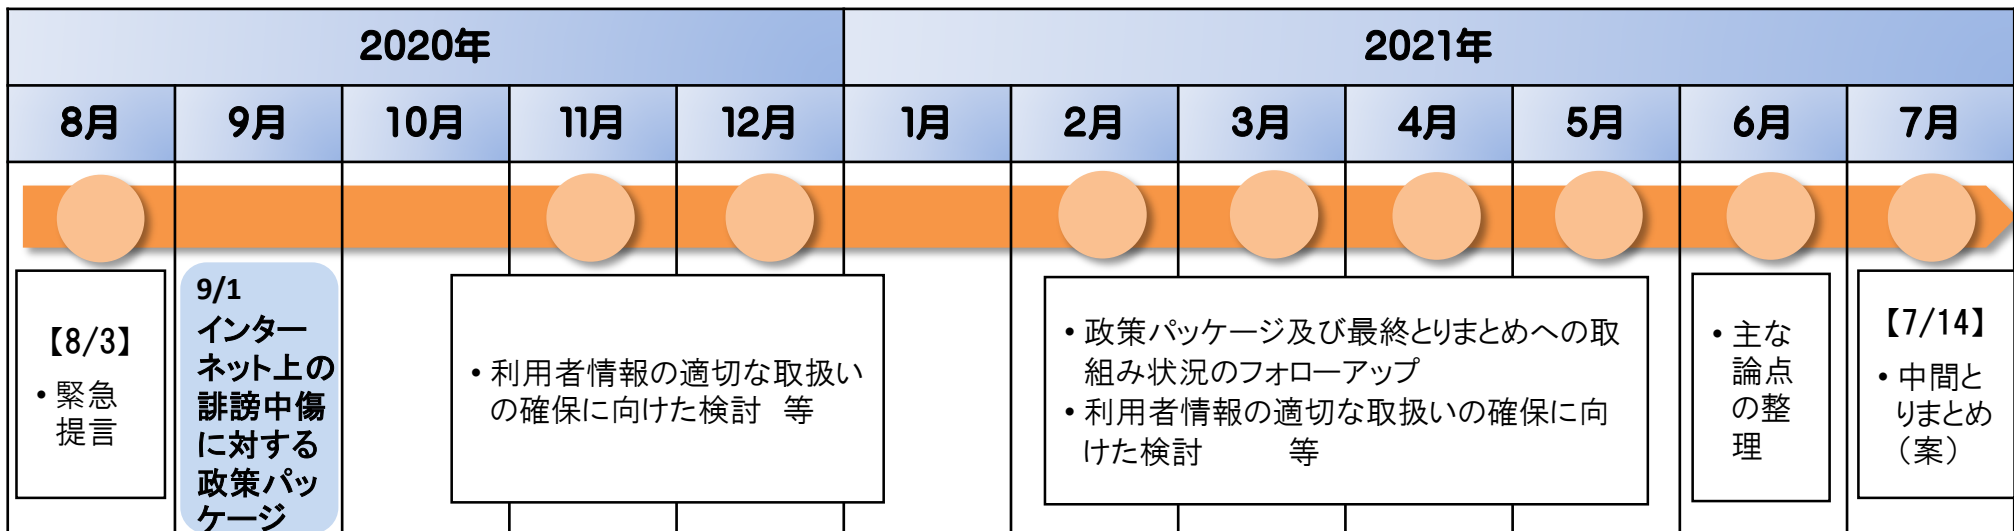 2020年
2021年
8月
9月
10月
11月
12月
1月
2月
3月
4月
5月
6月
7月
【8/3】
• 緊急
提言
9/1
インター
ネット上の
誹謗中傷
に対する
政策パッ
ケージ
• 利用者情報の適切な取扱い
の確保に向けた検討　等
• 政策パッケージ及び最終とりまとめへの取
組み状況のフォローアップ
• 利用者情報の適切な取扱いの確保に向
けた検討　　等
• 主な
論点
の整
理
【7/14】
• 中間と
りまとめ
（案）